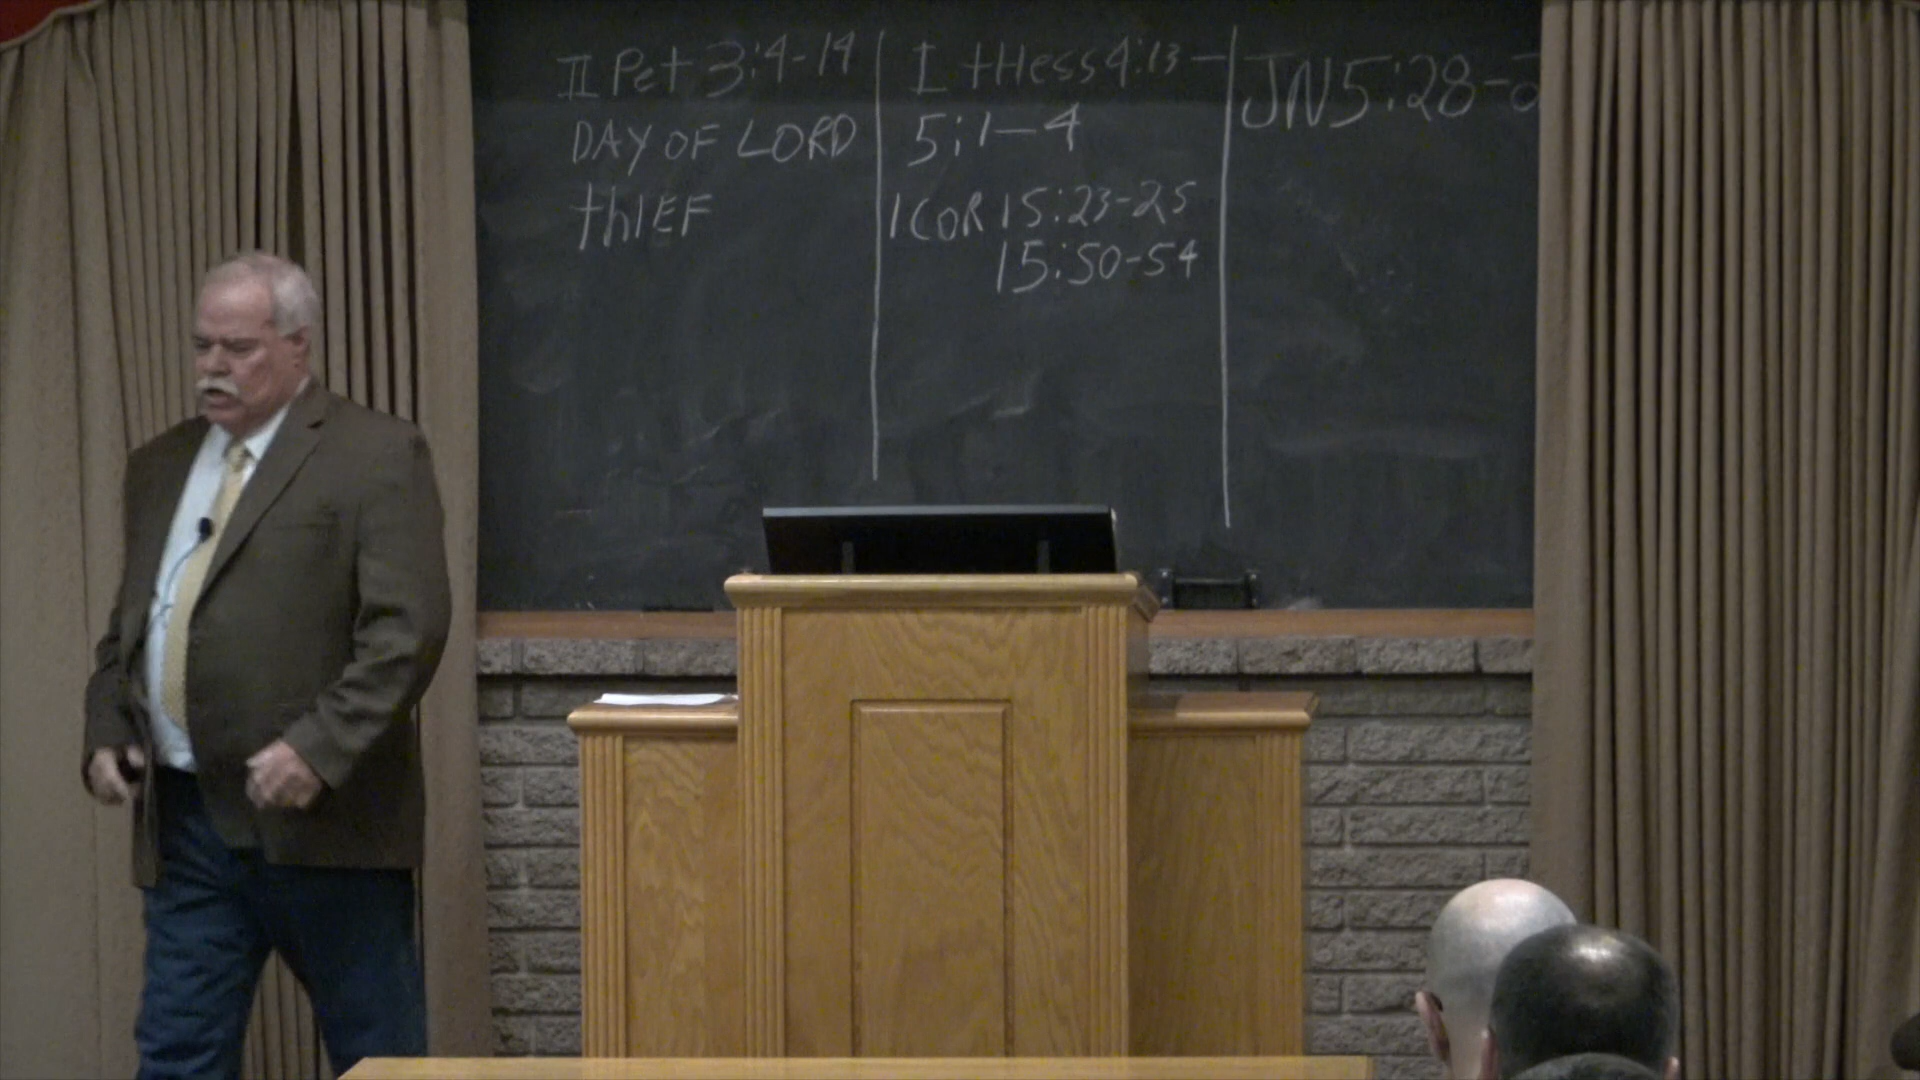 II Pet 3:4-14
DAY OF LORD
thIEF
I tHess 4:13 -
5:1-4
1 COR 15:23-25
15:50-54
JN 5:28-